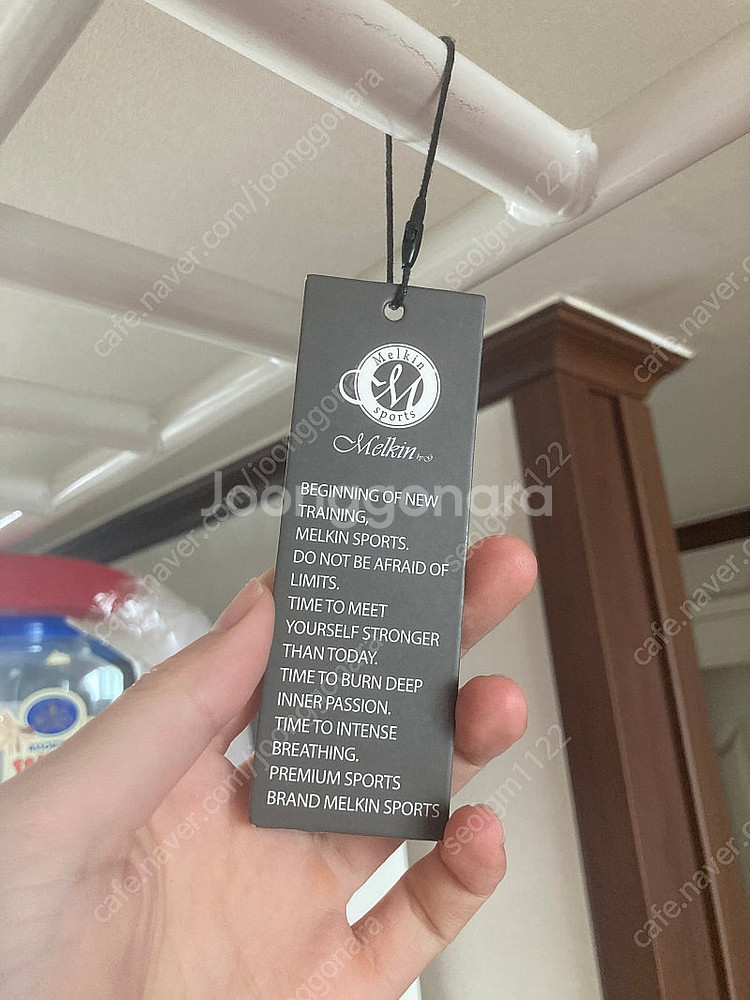 Melkin
sports
Melkin by S
BEGINNING OF NEW
TRAINING,
MELKIN SPORTS.
DO NOT BE AFRAID OF
LIMITS.
TIME TO MEET
YOURSELF STRONGER
THAN TODAY.
TIME TO BURN DEEP
INNER PASSION.
TIME TO INTENSE
BREATHING.
PREMIUM SPORTS
BRAND MELKIN SPORTS
Joonggonara
cafe.naver.com/joonggonara
seolgm1122